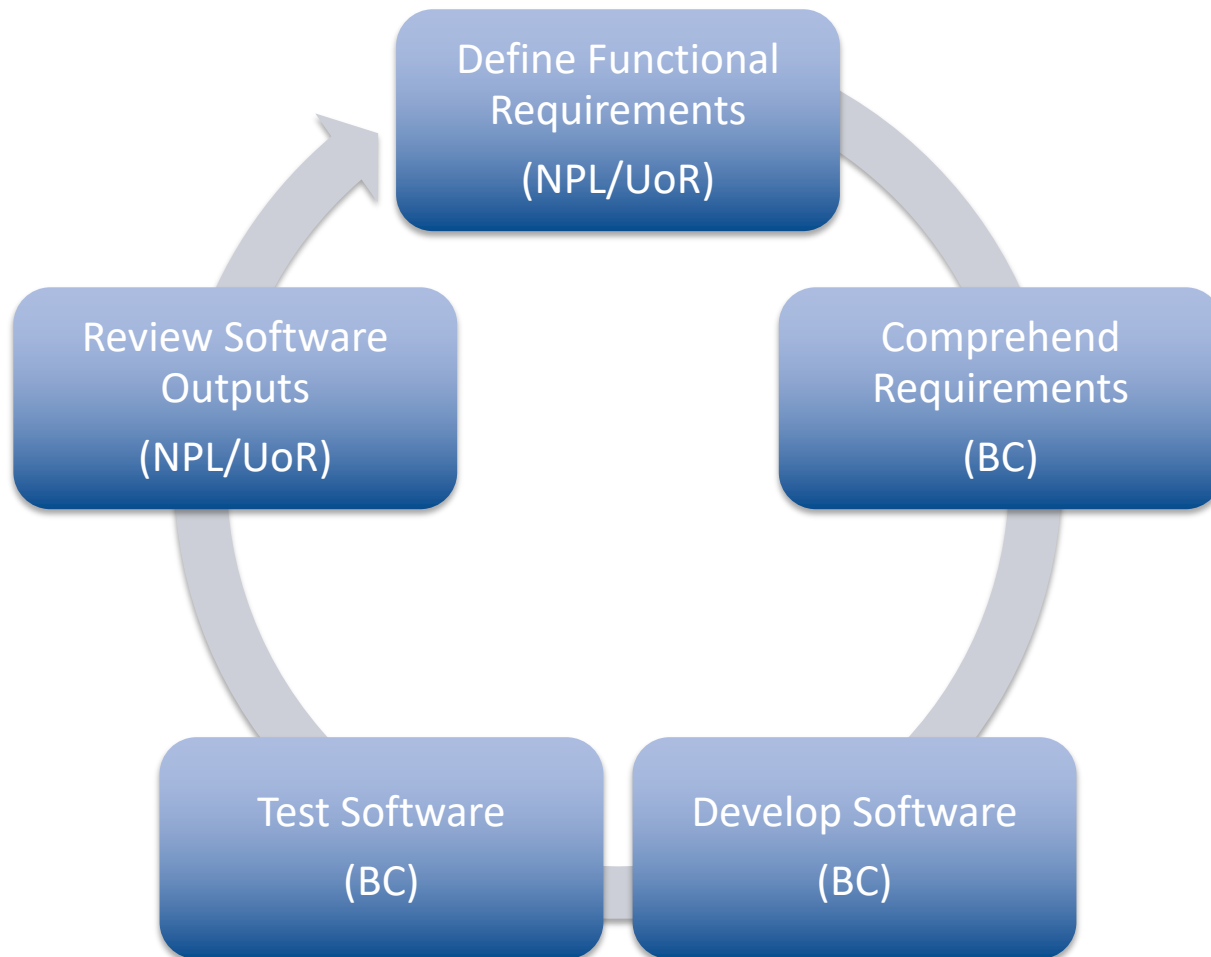 Define Functional
Requirements
(NPL/UoR)
Comprehend
Requirements
(BC)
Develop Software
(BC)
Test Software
(BC)
Review Software
Outputs
(NPL/UoR)